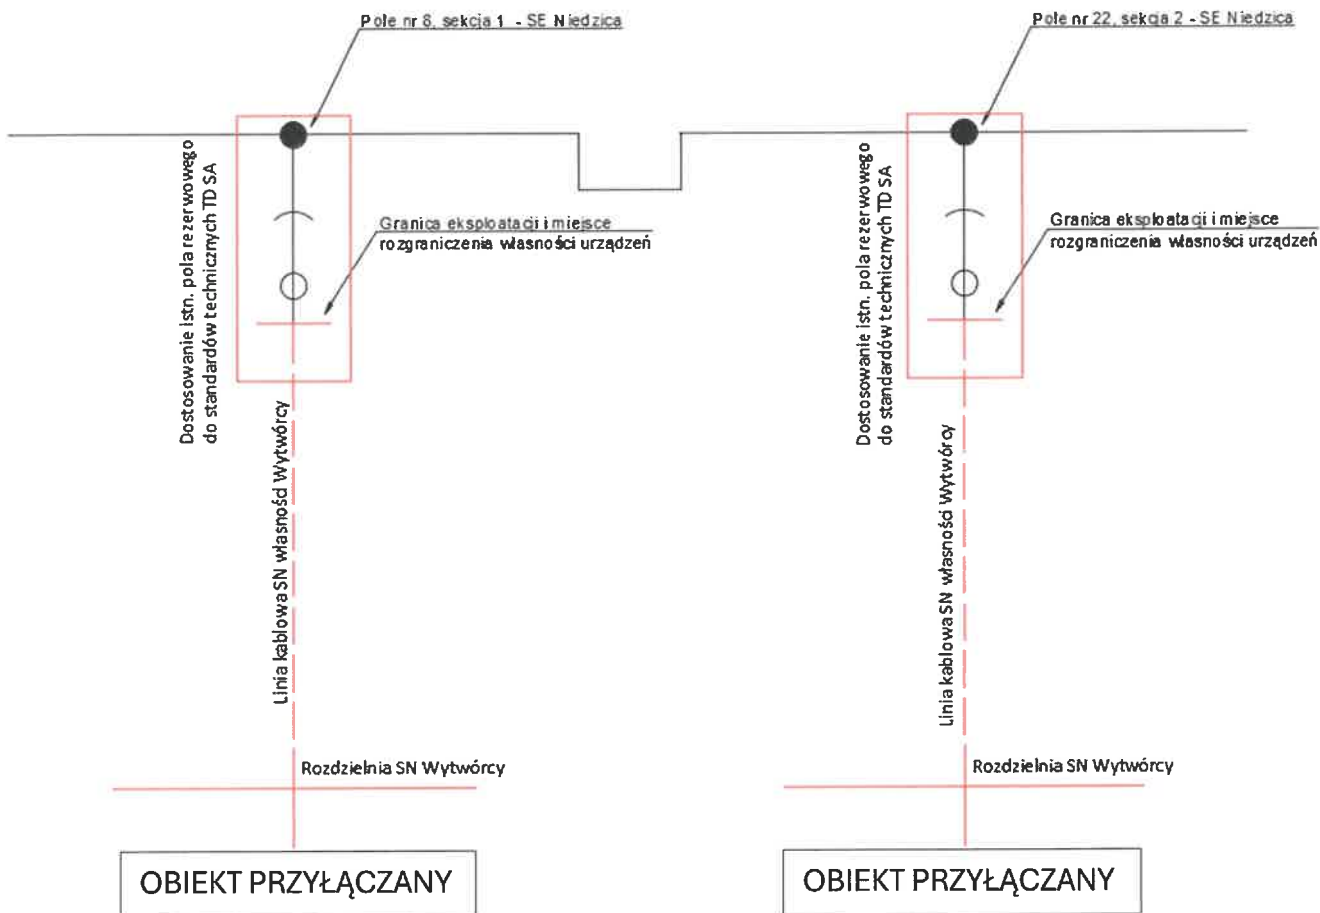 Pole nr 8, sekcja 1 - SE Niedzica
Dostosowanie istn. pola rezerwowego
do standardów technicznych TD SA
Granica eksploatacji i miejsce
rozgraniczenia własności urządzeń
Linia kablowa SN własność Wytwórcy
Rozdzielnia SN Wytwórcy
OBIEKT PRZYŁĄCZANY
Pole nr 22, sekcja 2 - SE Niedzica
Dostosowanie istn. pola rezerwowego
do standardów technicznych TD SA
Granica eksploatacji i miejsce
rozgraniczenia własności urządzeń
Linia kablowa SN własność Wytwórcy
Rozdzielnia SN Wytwórcy
OBIEKT PRZYŁĄCZANY